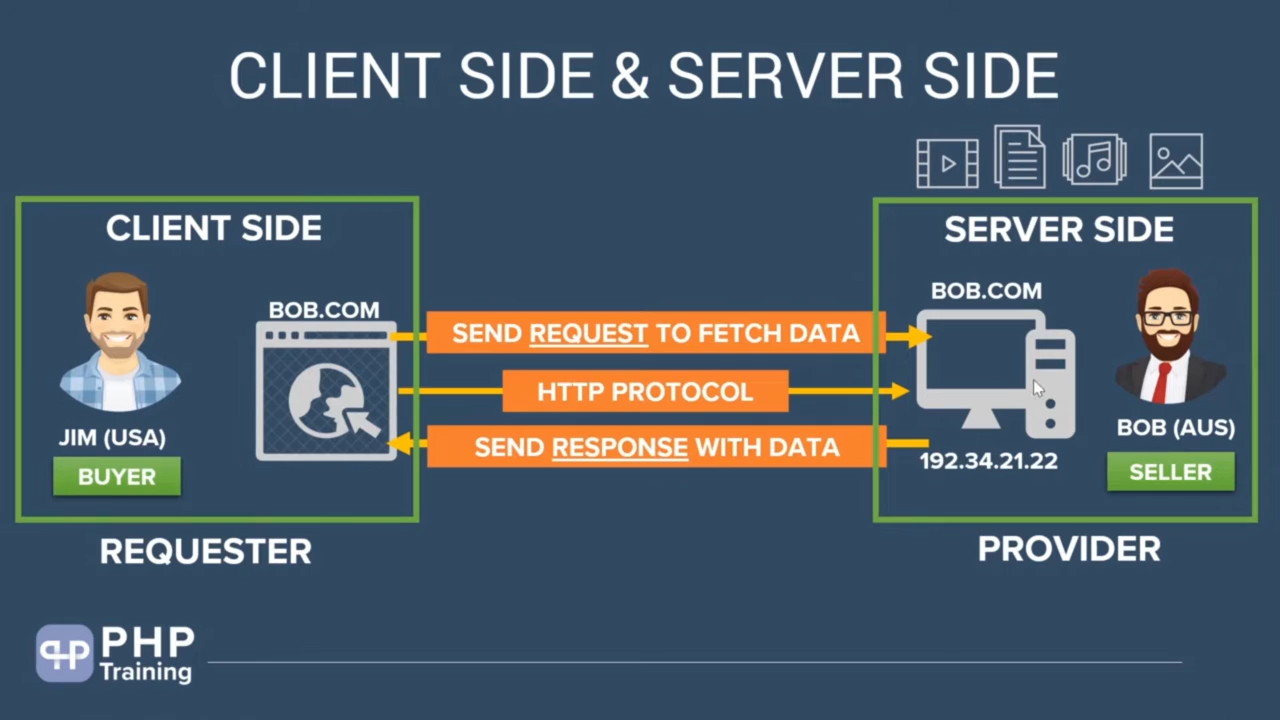 CLIENT SIDE & SERVER SIDE
CLIENT SIDE
BOB.COM
JIM (USA)
BUYER
REQUESTER
SEND REQUEST TO FETCH DATA
HTTP PROTOCOL
SEND RESPONSE WITH DATA
SERVER SIDE
BOB.COM
192.34.21.22
BOB (AUS)
SELLER
PROVIDER
PHP
PHP
Training